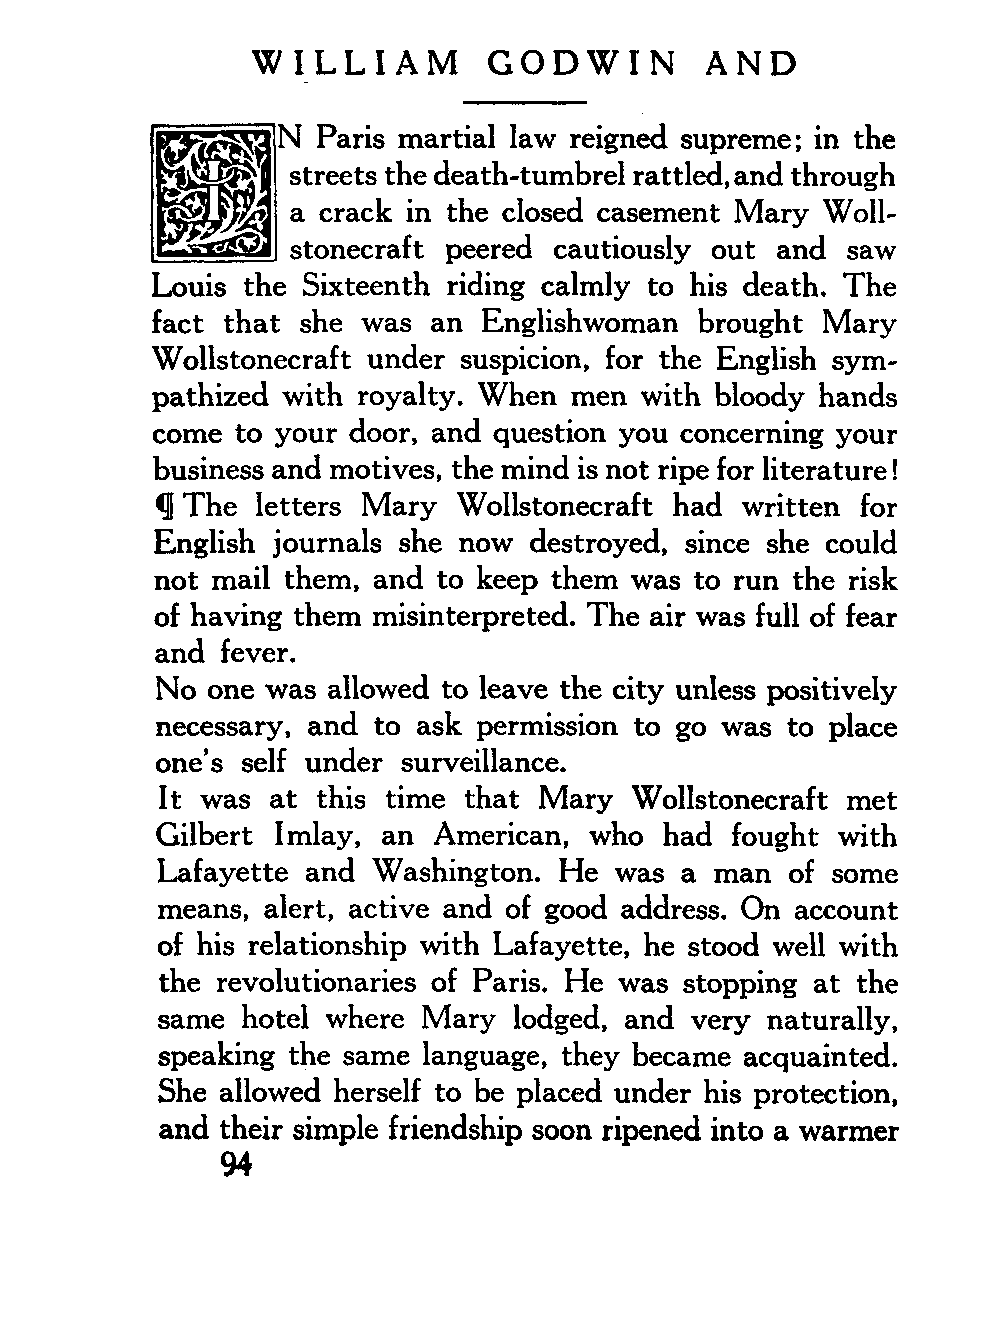 WILLIAM GODWIN AND
IN Paris martial law reigned supreme; in the
streets the death-tumbrel rattled, and through
a crack in the closed casement Mary Woll-
stonecraft peered cautiously out and saw
Louis the Sixteenth riding calmly to his death. The
fact that she was an Englishwoman brought Mary
Wollstonecraft under suspicion, for the English sym-
pathized with royalty. When men with bloody hands
come to your door, and question you concerning your
business and motives, the mind is not ripe for literature!
¶ The letters Mary Wollstonecraft had written for
English journals she now destroyed, since she could
not mail them, and to keep them was to run the risk
of having them misinterpreted. The air was full of fear
and fever.
No one was allowed to leave the city unless positively
necessary, and to ask permission to go was to place
one's self under surveillance.
It was at this time that Mary Wollstonecraft met
Gilbert Imlay, an American, who had fought with
Lafayette and Washington. He was a man of some
means, alert, active and of good address. On account
of his relationship with Lafayette, he stood well with
the revolutionaries of Paris. He was stopping at the
same hotel where Mary lodged, and very naturally,
speaking the same language, they became acquainted.
She allowed herself to be placed under his protection,
and their simple friendship soon ripened into a warmer
94